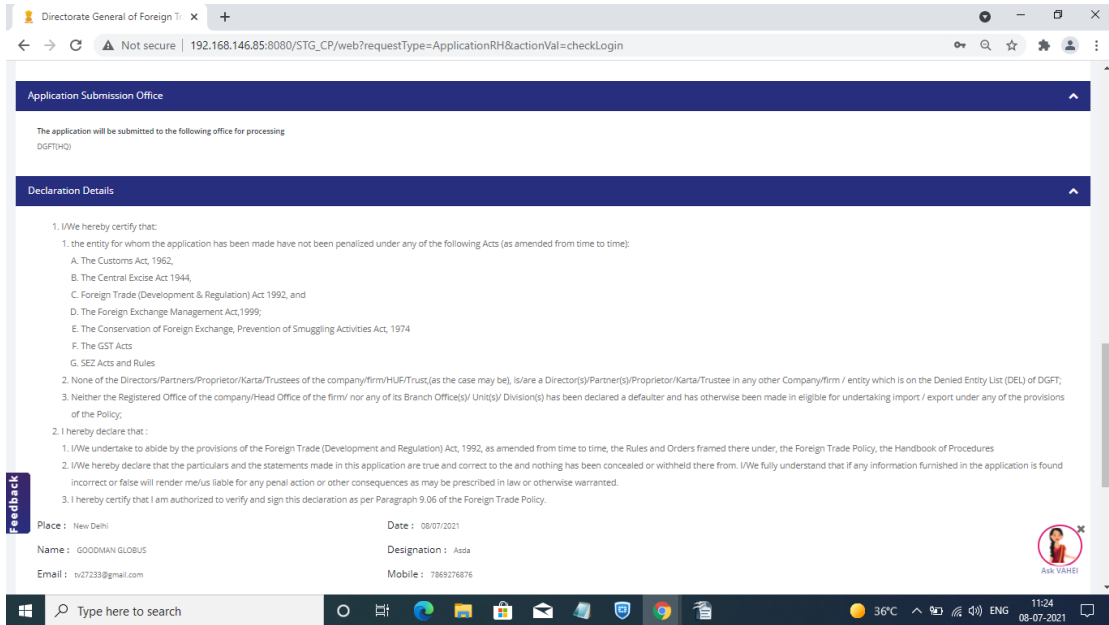 Directorate General of Foreign Tr
Not secure | 192.168.146.85:8080/STG_CP/web?requestType=ApplicationRH&actionVal=checkLogin
Application Submission Office
The application will be submitted to the following office for processing
DGFT(HQ)
Declaration Details
1. I/We hereby certify that:
1. the entity for whom the application has been made have not been penalized under any of the following Acts (as amended from time to time):
A. The Customs Act, 1962,
B. The Central Excise Act 1944,
C. Foreign Trade (Development & Regulation) Act 1992, and
D. The Foreign Exchange Management Act,1999;
E. The Conservation of Foreign Exchange, Prevention of Smuggling Activities Act, 1974
F. The GST Acts
G. SEZ Acts and Rules
2. None of the Directors/Partners/Proprietor/Karta/Trustees of the company/firm/HUF/Trust,(as the case may be), is/are a Director(s)/Partner(s)/Proprietor/Karta/Trustee in any other Company/firm / entity which is on the Denied Entity List (DEL) of DGFT;
3. Neither the Registered Office of the company/Head Office of the firm/ nor any of its Branch Office(s)/ Unit(s)/ Division(s) has been declared a defaulter and has otherwise been made in eligible for undertaking import / export under any of the provisions
of the Policy;
2. I hereby declare that :
1. I/We undertake to abide by the provisions of the Foreign Trade (Development and Regulation) Act, 1992, as amended from time to time, the Rules and Orders framed there under, the Foreign Trade Policy, the Handbook of Procedures
2. I/We hereby declare that the particulars and the statements made in this application are true and correct to the and nothing has been concealed or withheld there from. I/We fully understand that if any information furnished in the application is found
incorrect or false will render me/us liable for any penal action or other consequences as may be prescribed in law or otherwise warranted.
3. I hereby certify that I am authorized to verify and sign this declaration as per Paragraph 9.06 of the Foreign Trade Policy.
Feedback
Place : New Delhi Date : 08/07/2021
Name : GOODMAN GLOBUS Designation : Asda
Email : tv27233@gmail.com Mobile : 7869276876
Ask VAHEI
Type here to search
36°C ENG 11:24
08-07-2021